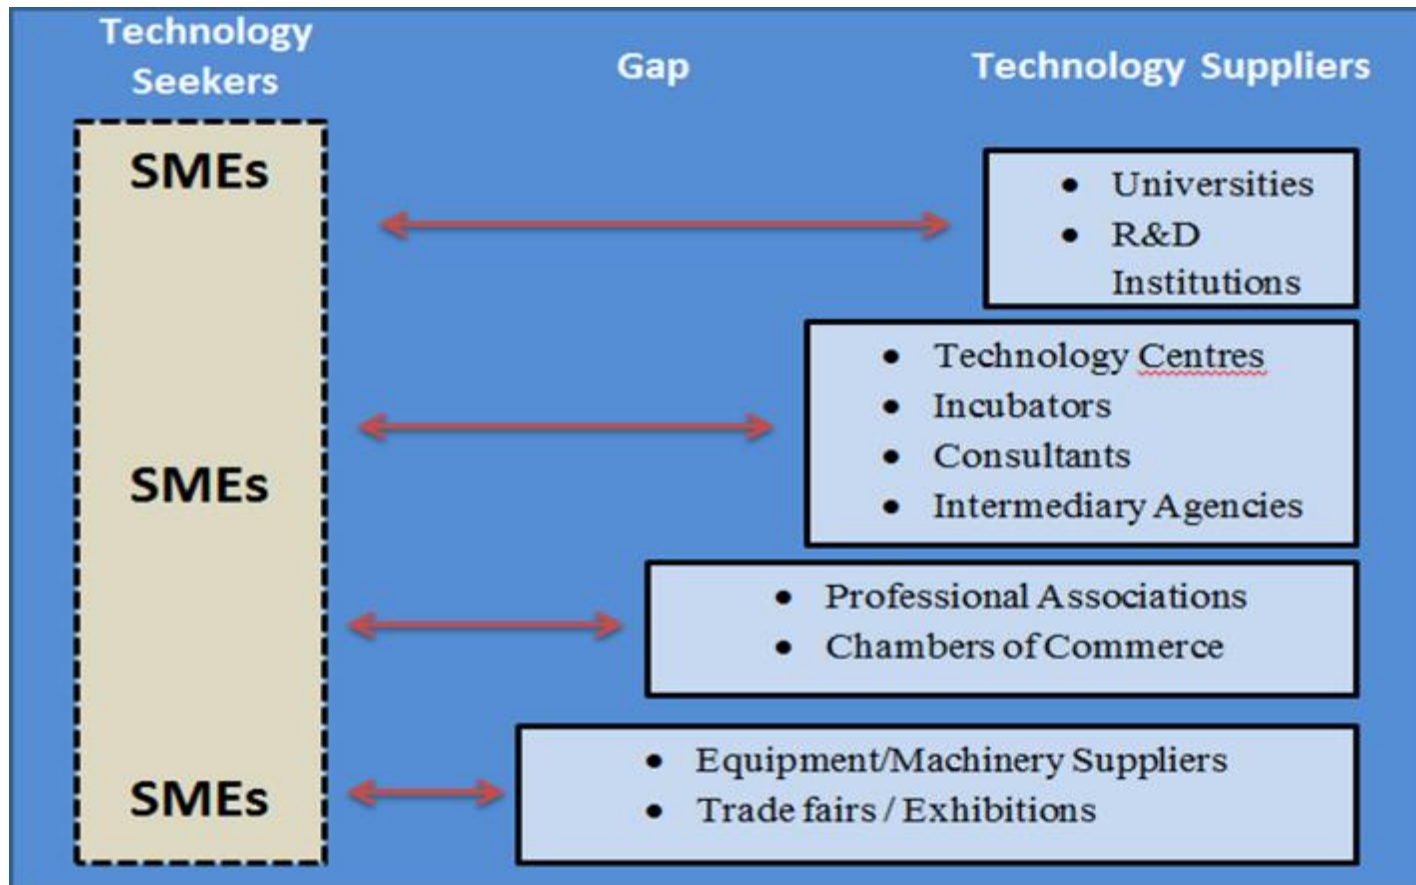 Technology
Seekers
Gap
Technology Suppliers
SMEs
• Universities
• R&D
Institutions
SMEs
• Technology Centres
• Incubators
• Consultants
• Intermediary Agencies
• Professional Associations
• Chambers of Commerce
SMEs
• Equipment/Machinery Suppliers
• Trade fairs / Exhibitions